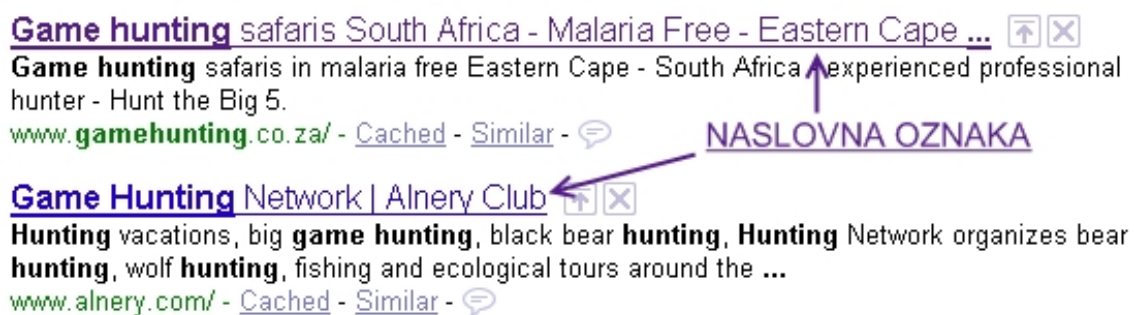 Game hunting safaris South Africa - Malaria Free - Eastern Cape ...
Game hunting safaris in malaria free Eastern Cape - South Africa - experienced professional
hunter - Hunt the Big 5.
www.gamehunting.co.za/ - Cached - Similar -
NASLOVNA OZNAKA
Game Hunting Network | Alnery Club
Hunting vacations, big game hunting, black bear hunting, Hunting Network organizes bear
hunting, wolf hunting, fishing and ecological tours around the ...
www.alnery.com/ - Cached - Similar -